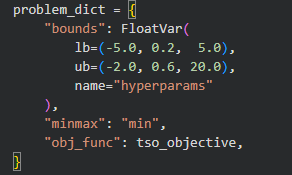 problem_dict = {
    "bounds": FloatVar(
        lb=(-5.0, 0.2,  5.0),
        ub=(-2.0, 0.6, 20.0),
        name="hyperparams"
    ),
    "minmax": "min",
    "obj_func": tso_objective,
}